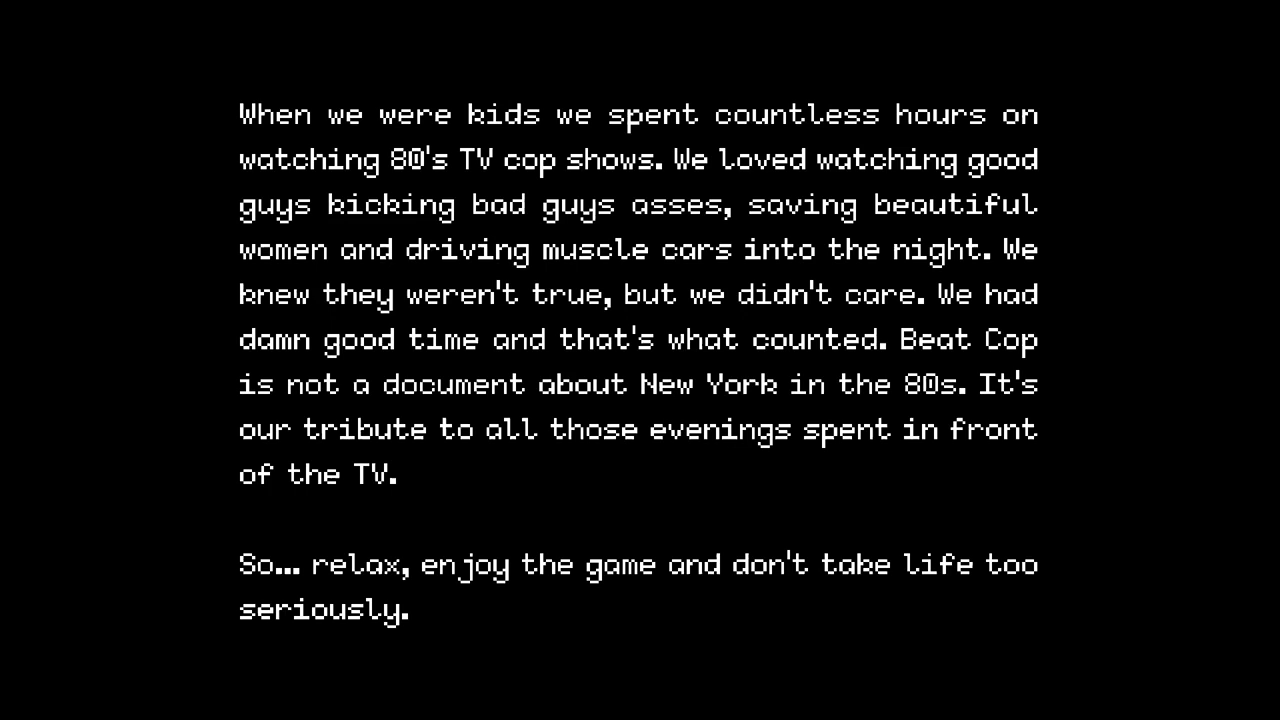 When we were kids we spent countless hours on
watching 80's TV cop shows. We loved watching good
guys kicking bad guys asses, saving beautiful
women and driving muscle cars into the night. We
knew they weren't true, but we didn't care. We had
damn good time and that's what counted. Beat Cop
is not a document about New York in the 80s. It's
our tribute to all those evenings spent in front
of the TV.

So... relax, enjoy the game and don't take life too
seriously.